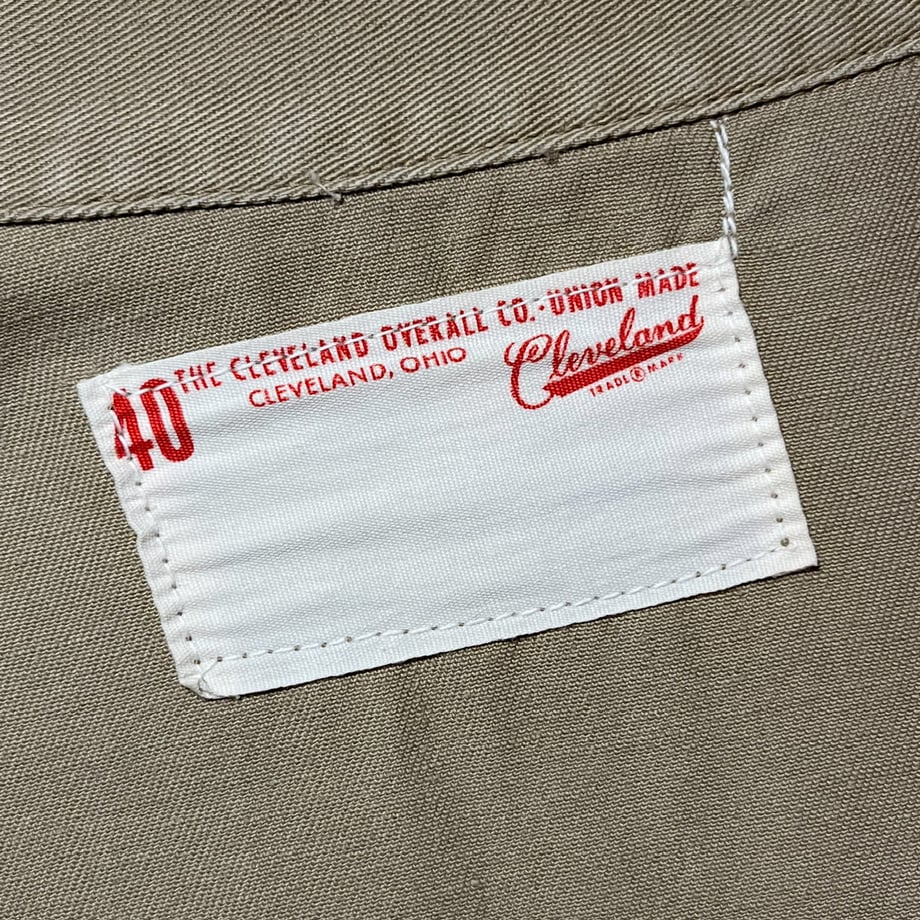 THE CLEVELAND OVERALL CO. · UNION MADE
40
CLEVELAND, OHIO
Cleveland
TRADE ® MARK